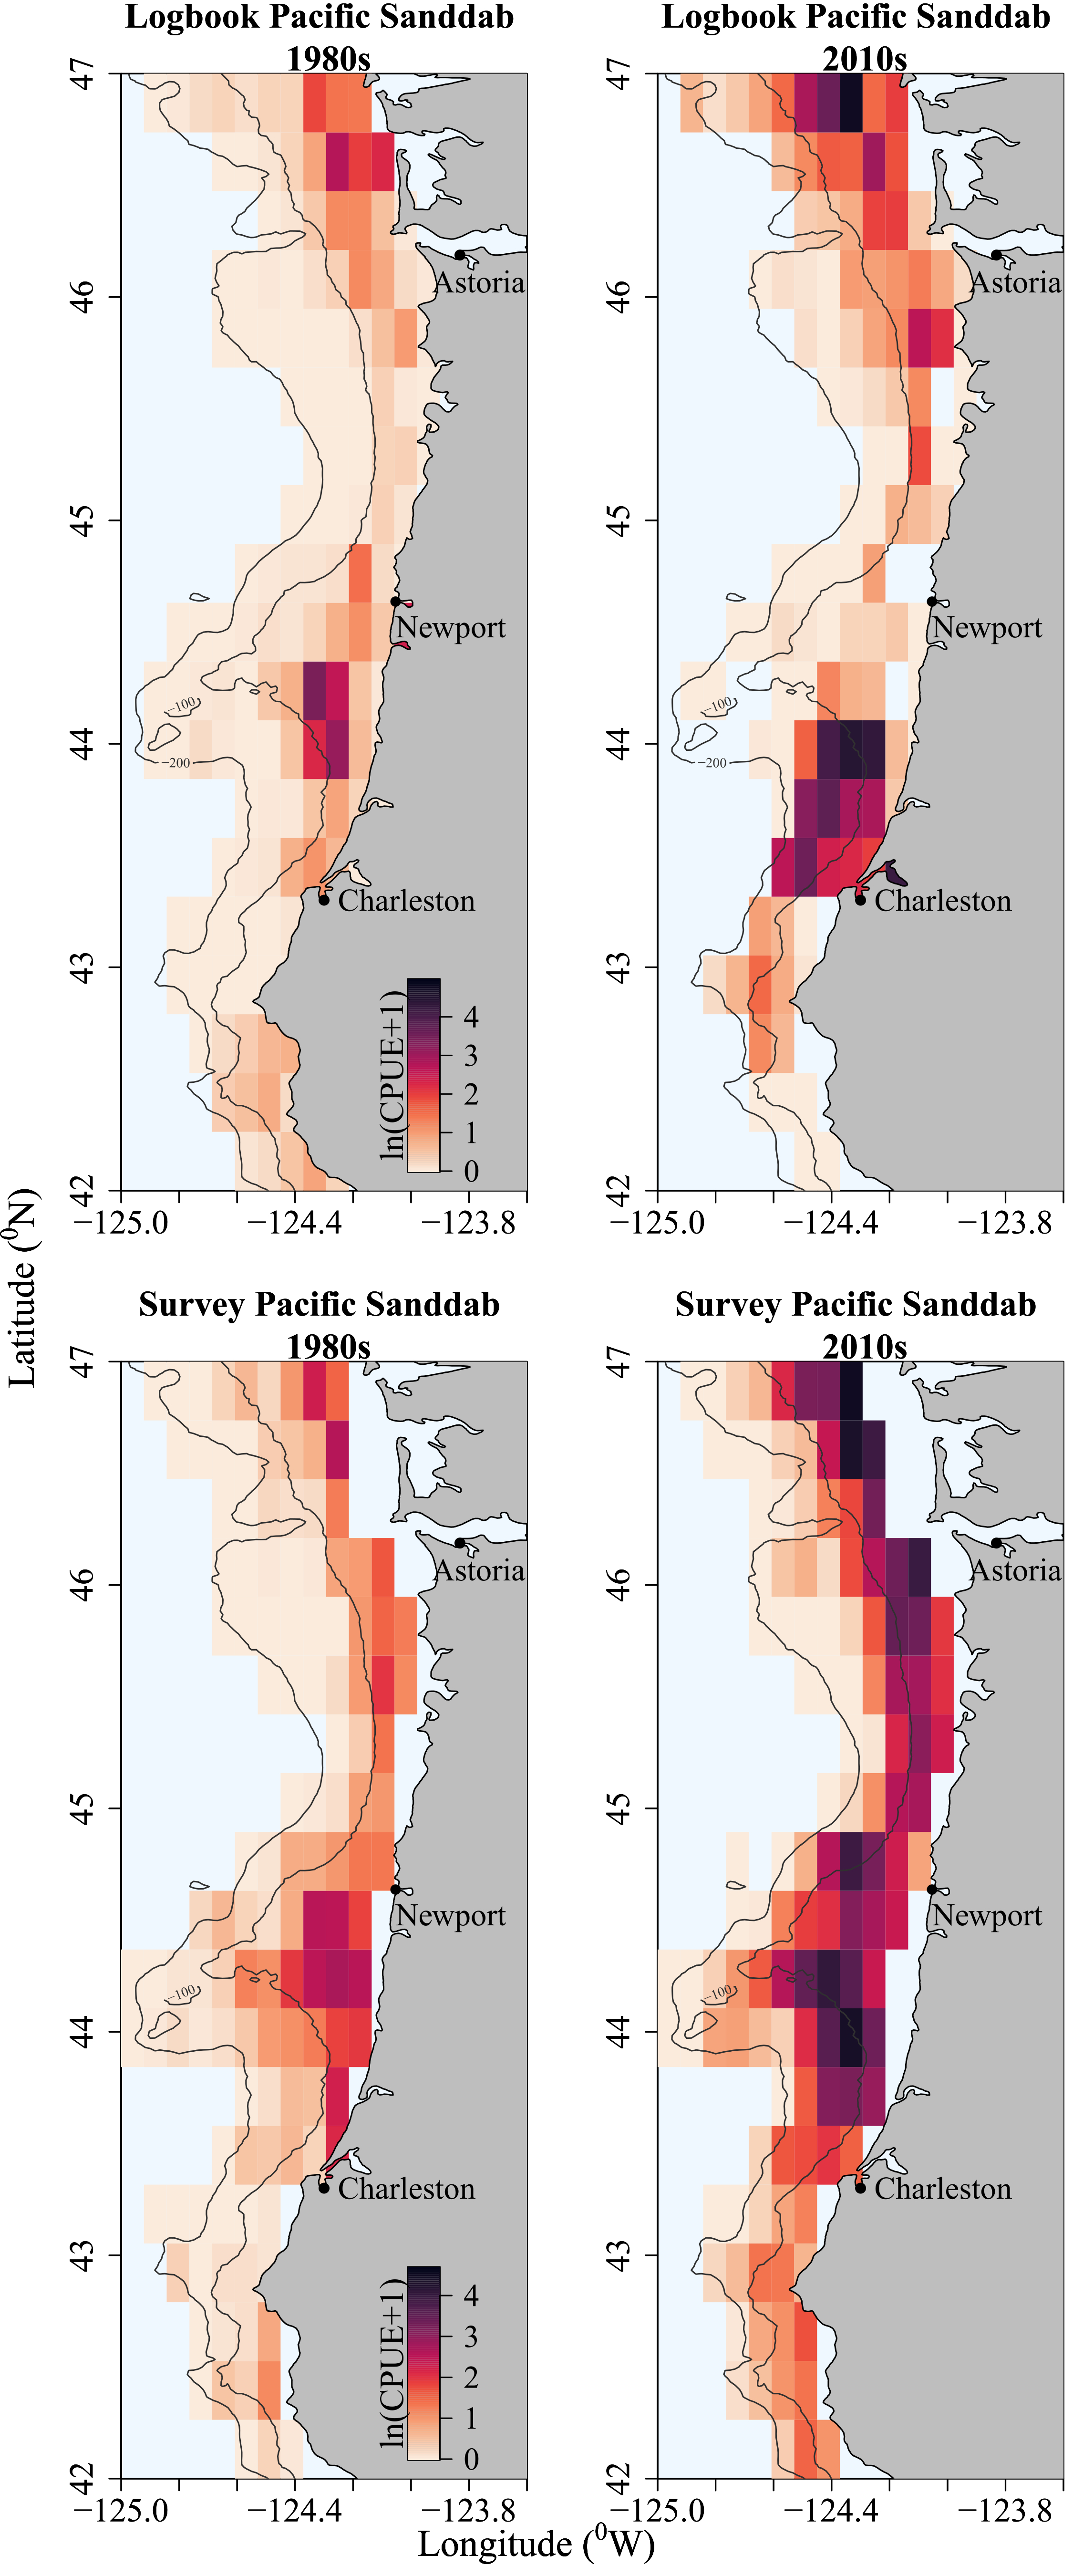 Logbook Pacific Sanddab
1980s
47
46
45
44
43
42
Astoria
Newport
−100
−200
Charleston
ln(CPUE+1)
4
3
2
1
0
−125.0
−124.4
−123.8
Logbook Pacific Sanddab
2010s
47
46
45
44
43
42
Astoria
Newport
−100
−200
Charleston
−125.0
−124.4
−123.8
Latitude (⁰N)
Survey Pacific Sanddab
1980s
47
46
45
44
43
42
Astoria
Newport
−100
Charleston
ln(CPUE+1)
4
3
2
1
0
−125.0
−124.4
−123.8
Survey Pacific Sanddab
2010s
47
46
45
44
43
42
Astoria
Newport
−100
Charleston
−125.0
−124.4
−123.8
Longitude (⁰W)